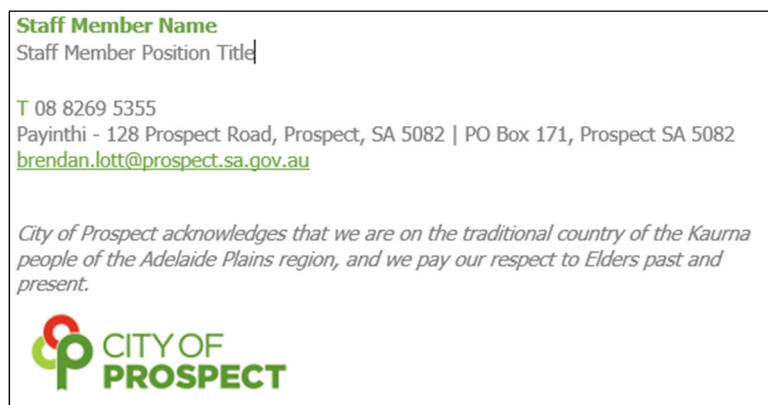 Staff Member Name
Staff Member Position Title
T 08 8269 5355
Payinthi - 128 Prospect Road, Prospect, SA 5082 | PO Box 171, Prospect SA 5082
brendan.lott@prospect.sa.gov.au
City of Prospect acknowledges that we are on the traditional country of the Kaurna
people of the Adelaide Plains region, and we pay our respect to Elders past and
present.
CITY OF
PROSPECT